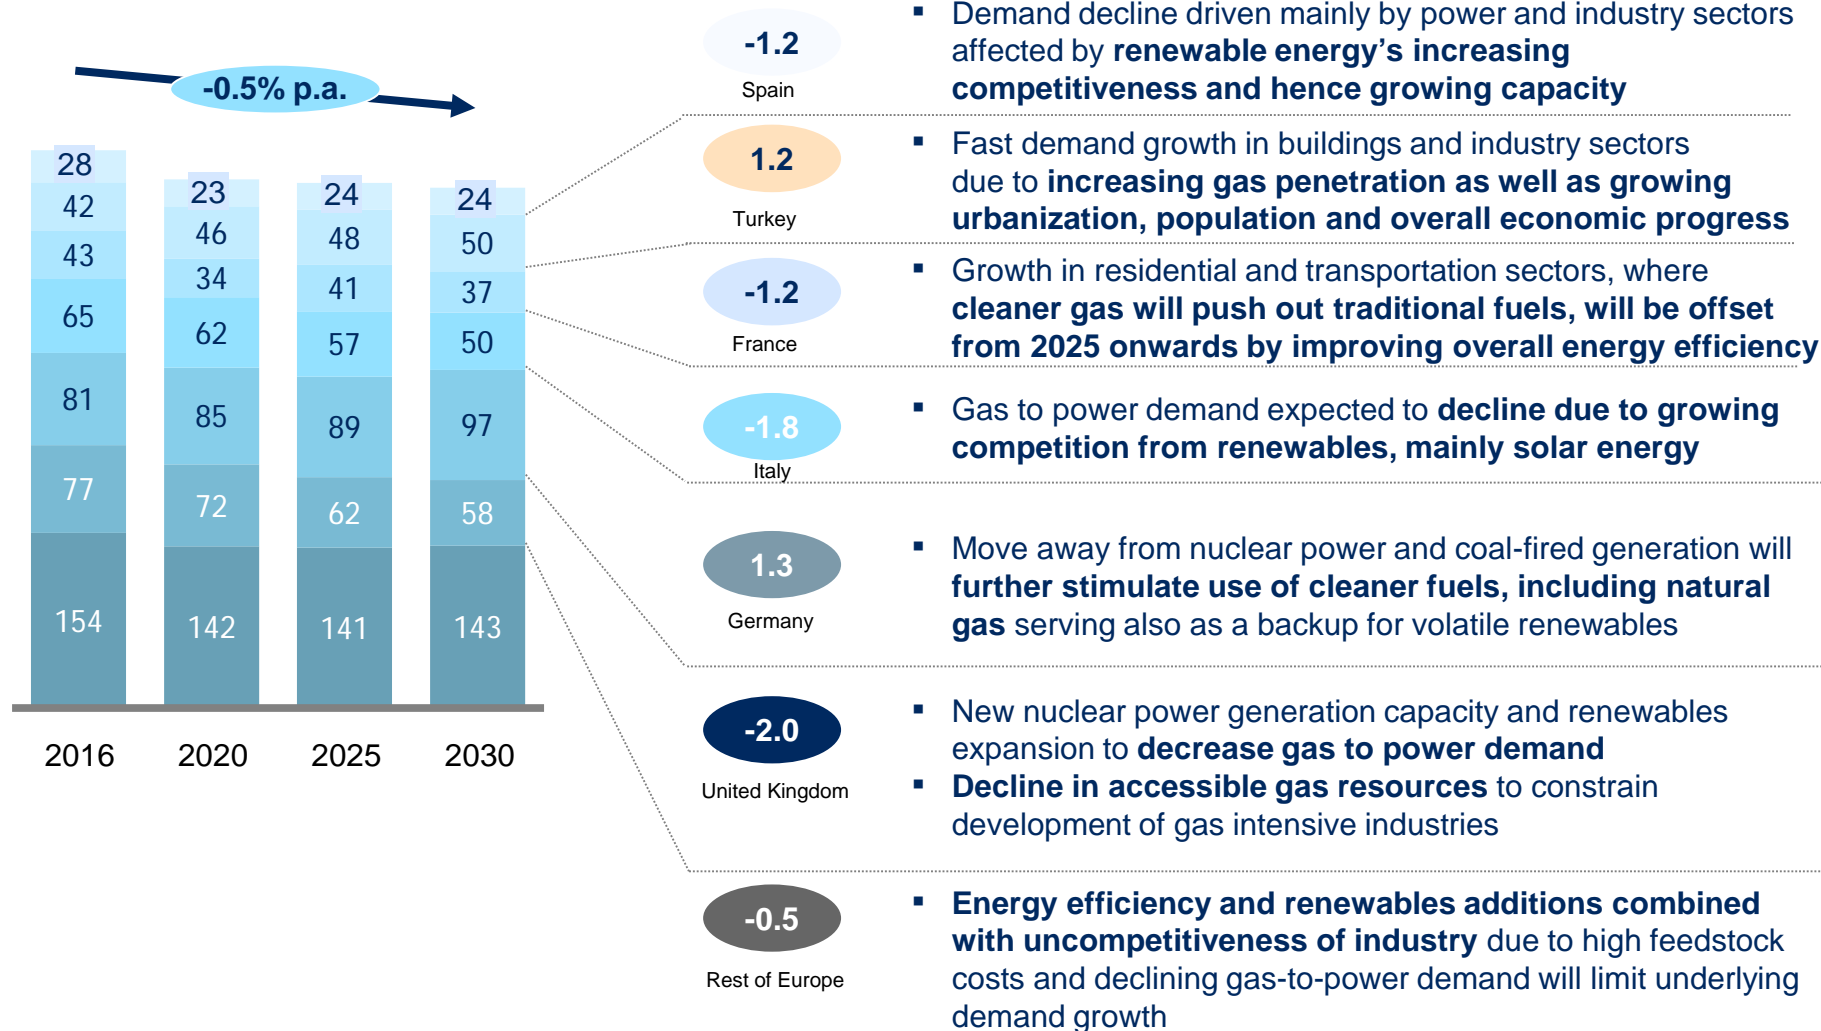 -0.5% p.a.
28
42
43
65
81
77
154
23
46
34
62
85
72
142
24
48
41
57
89
62
141
24
50
37
50
97
58
143
2016 2020 2025 2030
-1.2
Spain
▪ Demand decline driven mainly by power and industry sectors
affected by renewable energy’s increasing
competitiveness and hence growing capacity
1.2
Turkey
▪ Fast demand growth in buildings and industry sectors
due to increasing gas penetration as well as growing
urbanization, population and overall economic progress
-1.2
France
▪ Growth in residential and transportation sectors, where
cleaner gas will push out traditional fuels, will be offset
from 2025 onwards by improving overall energy efficiency
-1.8
Italy
▪ Gas to power demand expected to decline due to growing
competition from renewables, mainly solar energy
1.3
Germany
▪ Move away from nuclear power and coal-fired generation will
further stimulate use of cleaner fuels, including natural
gas serving also as a backup for volatile renewables
-2.0
United Kingdom
▪ New nuclear power generation capacity and renewables
expansion to decrease gas to power demand
▪ Decline in accessible gas resources to constrain
development of gas intensive industries
-0.5
Rest of Europe
▪ Energy efficiency and renewables additions combined
with uncompetitiveness of industry due to high feedstock
costs and declining gas-to-power demand will limit underlying
demand growth